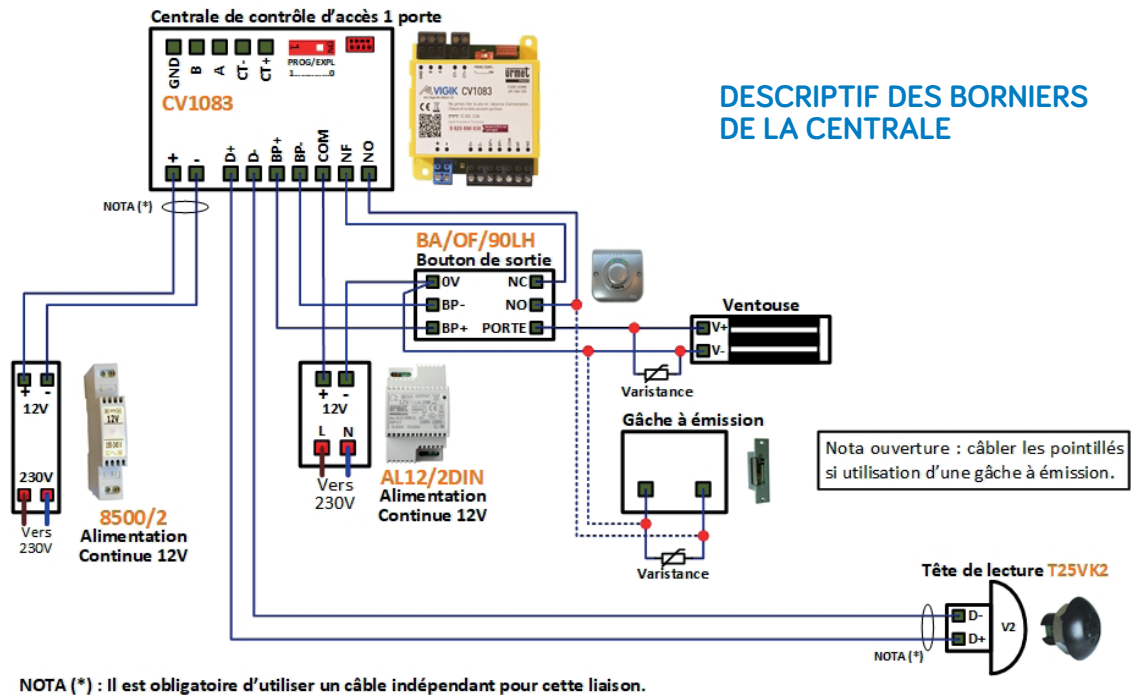 Centrale de contrôle d'accès 1 porte
GND
B
A
CT-
CT+
PROG/EXPL
1..............0
CV1083
+
-
D+
D-
BP+
BP-
COM
NF
NO
urmet
VIGIK CV1083
DESCRIPTIF DES BORNIERS
DE LA CENTRALE
NOTA (*)
BA/OF/90LH
Bouton de sortie
0V
NC
BP-
NO
BP+
PORTE
Ventouse
V+
V-
Varistance
Gâche à émission
Varistance
Nota ouverture : câbler les pointillés
si utilisation d'une gâche à émission.
+
-
12V
230V
Vers
230V
12V
8500/2
Alimentation
Continue 12V
+
-
12V
L
N
Vers
230V
urmet
AL12/2DIN
Alimentation
Continue 12V
Tête de lecture T25VK2
D-
D+
V2
NOTA (*)
NOTA (*) : Il est obligatoire d'utiliser un câble indépendant pour cette liaison.